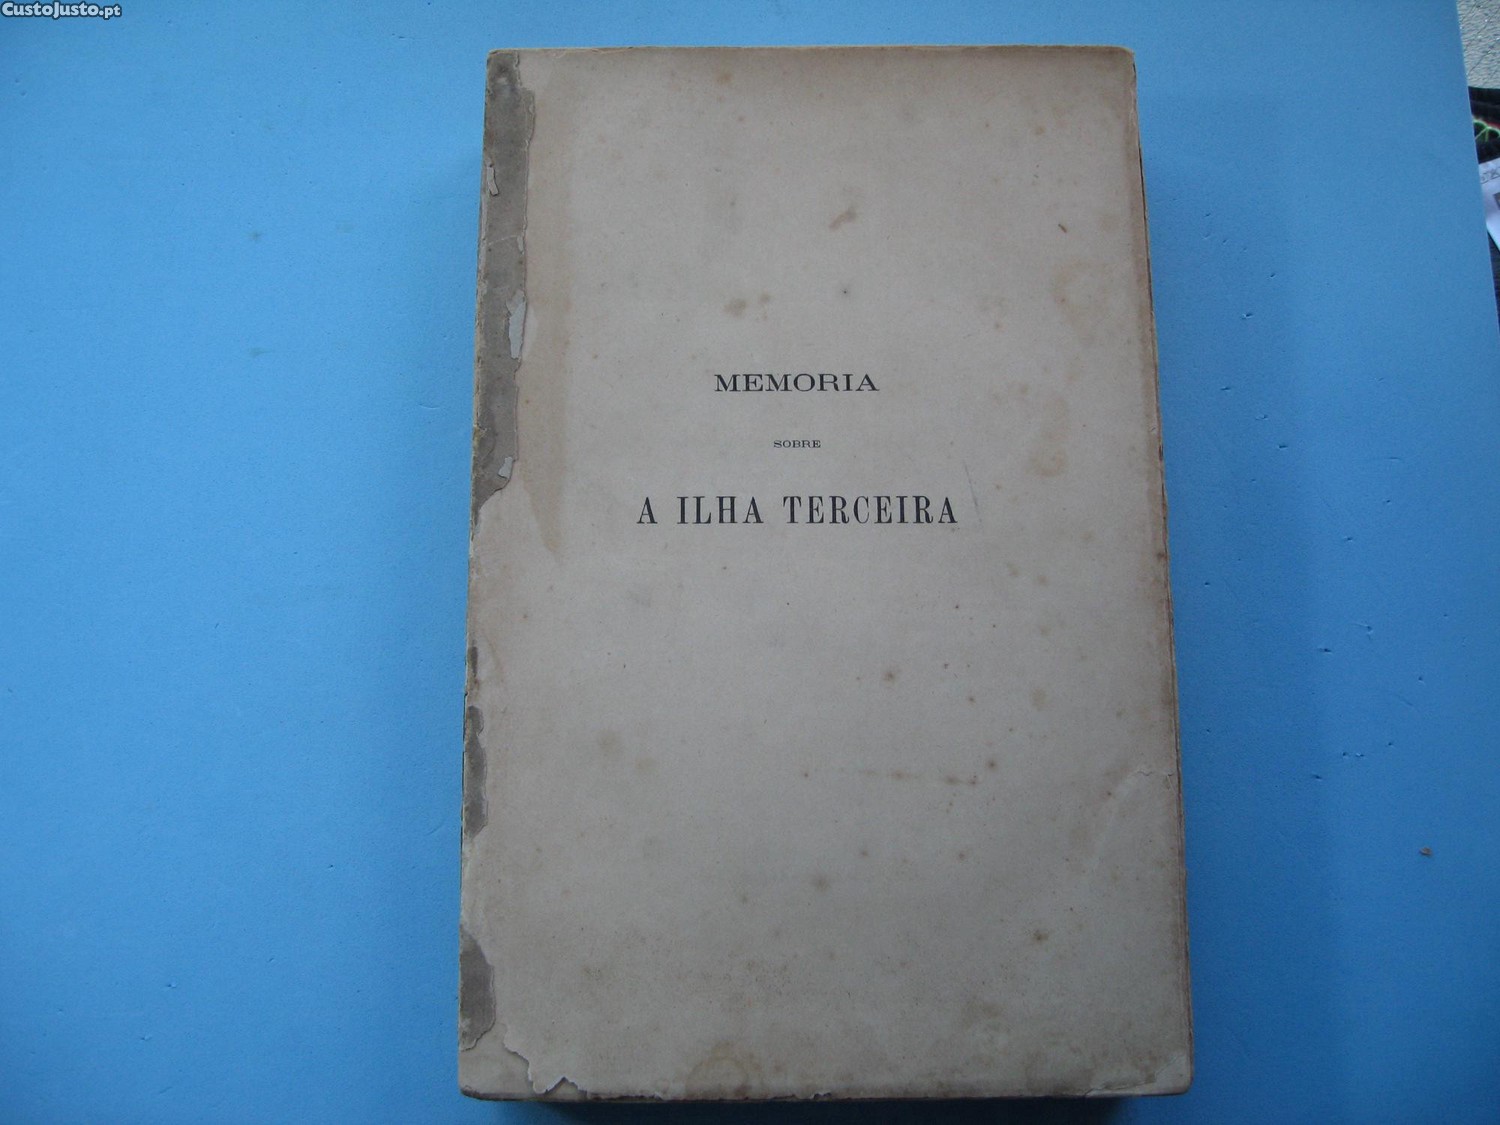 CustoJusto.pt
MEMORIA
SOBRE
A ILHA TERCEIRA